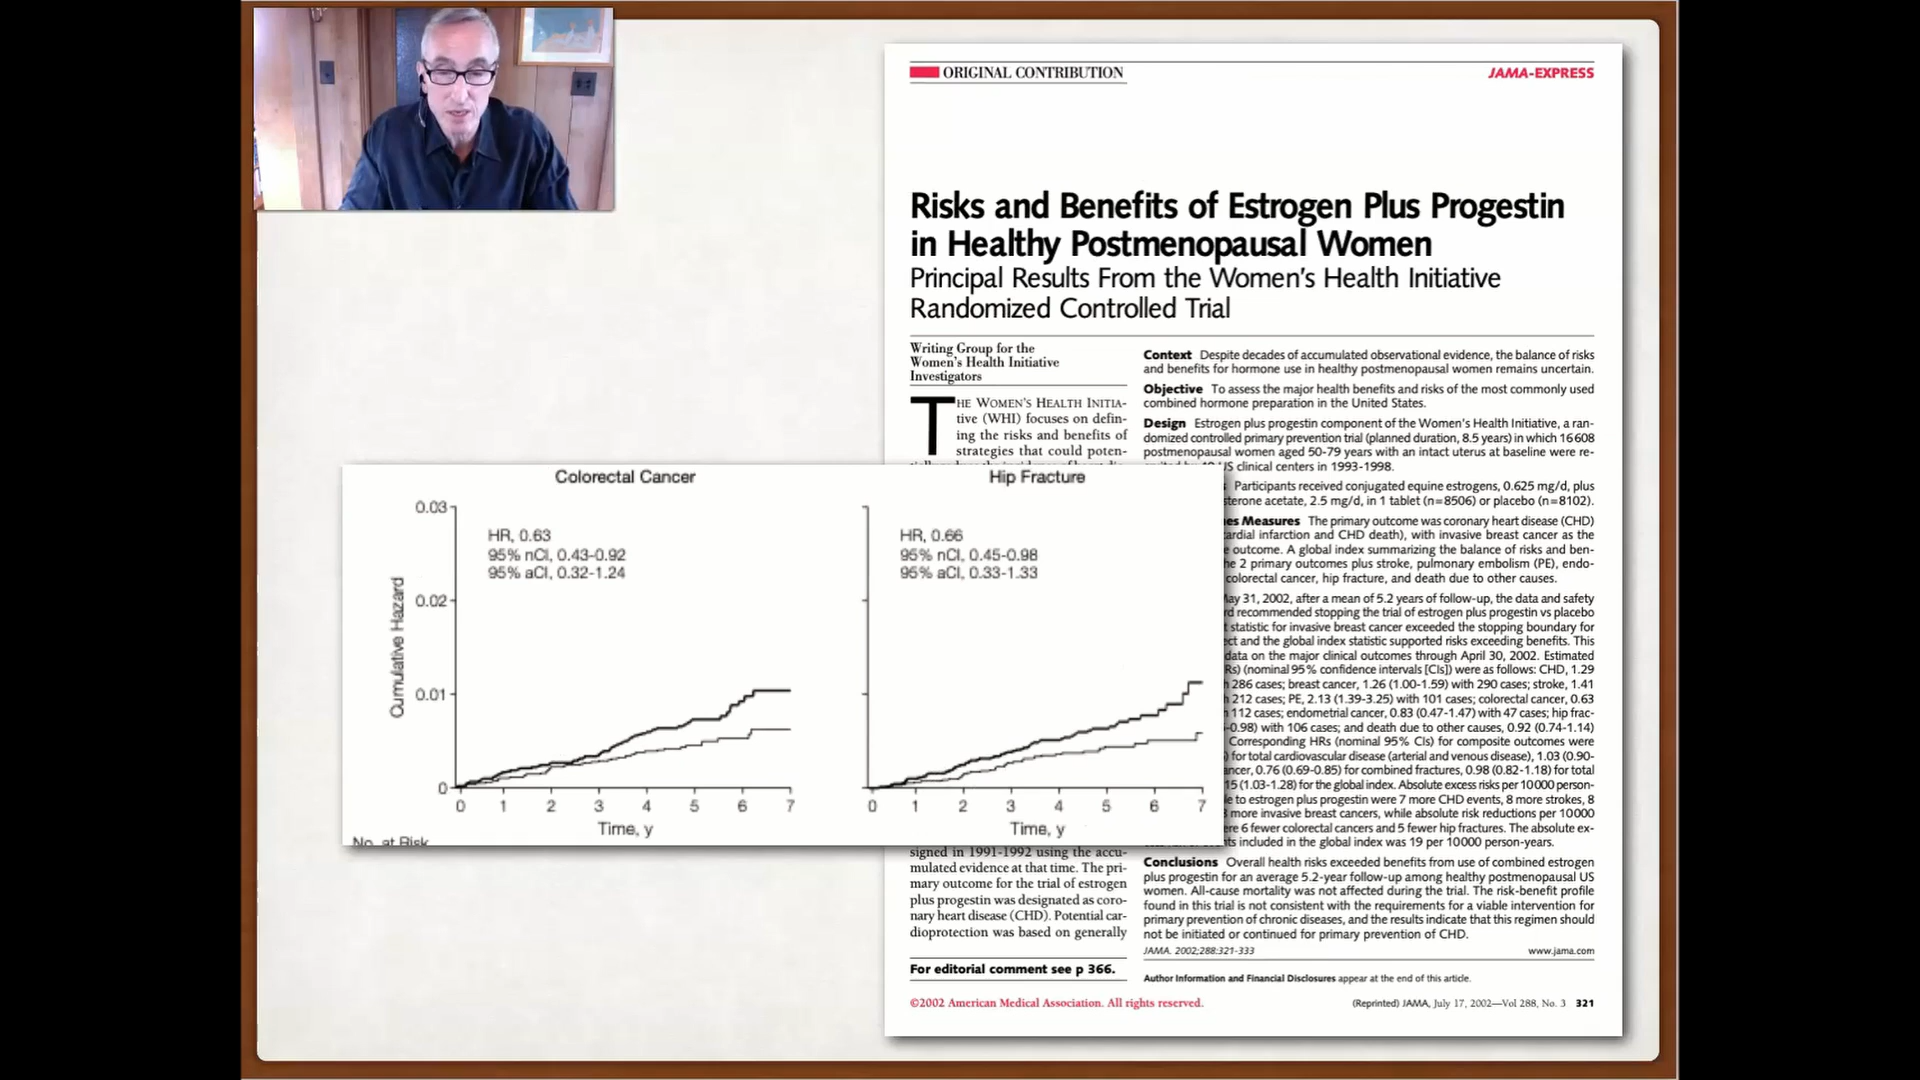 ORIGINAL CONTRIBUTION
JAMA-EXPRESS
Risks and Benefits of Estrogen Plus Progestin
in Healthy Postmenopausal Women
Principal Results From the Women's Health Initiative
Randomized Controlled Trial
Writing Group for the
Women's Health Initiative
Investigators
THE WOMEN'S HEALTH INITIA-
tive (WHI) focuses on defin-
ing the risks and benefits of
strategies that could poten-
Context Despite decades of accumulated observational evidence, the balance of risks
and benefits for hormone use in healthy postmenopausal women remains uncertain.
Objective To assess the major health benefits and risks of the most commonly used
combined hormone preparation in the United States.
Design Estrogen plus progestin component of the Women's Health Initiative, a ran-
domized controlled primary prevention trial (planned duration, 8.5 years) in which 16 608
postmenopausal women aged 50-79 years with an intact uterus at baseline were re-
US clinical centers in 1993-1998.
Participants received conjugated equine estrogens, 0.625 mg/d, plus
sterone acetate, 2.5 mg/d, in 1 tablet (n=8506) or placebo (n=8102).
es Measures The primary outcome was coronary heart disease (CHD)
ardial infarction and CHD death), with invasive breast cancer as the
e outcome. A global index summarizing the balance of risks and ben-
he 2 primary outcomes plus stroke, pulmonary embolism (PE), endo-
colorectal cancer, hip fracture, and death due to other causes.
May 31, 2002, after a mean of 5.2 years of follow-up, the data and safety
d recommended stopping the trial of estrogen plus progestin vs placebo
t statistic for invasive breast cancer exceeded the stopping boundary for
ect and the global index statistic supported risks exceeding benefits. This
data on the major clinical outcomes through April 30, 2002. Estimated
Rs) (nominal 95% confidence intervals [CIs]) were as follows: CHD, 1.29
h 286 cases; breast cancer, 1.26 (1.00-1.59) with 290 cases; stroke, 1.41
h 212 cases; PE, 2.13 (1.39-3.25) with 101 cases; colorectal cancer, 0.63
h 112 cases; endometrial cancer, 0.83 (0.47-1.47) with 47 cases; hip frac-
-0.98) with 106 cases; and death due to other causes, 0.92 (0.74-1.14)
Corresponding HRs (nominal 95% CIs) for composite outcomes were
) for total cardiovascular disease (arterial and venous disease), 1.03 (0.90-
ancer, 0.76 (0.69-0.85) for combined fractures, 0.98 (0.82-1.18) for total
15 (1.03-1.28) for the global index. Absolute excess risks per 10 000 person-
e to estrogen plus progestin were 7 more CHD events, 8 more strokes, 8
8 more invasive breast cancers, while absolute risk reductions per 10 000
ere 6 fewer colorectal cancers and 5 fewer hip fractures. The absolute ex-
nts included in the global index was 19 per 10 000 person-years.
Conclusions Overall health risks exceeded benefits from use of combined estrogen
plus progestin for an average 5.2-year follow-up among healthy postmenopausal US
women. All-cause mortality was not affected during the trial. The risk-benefit profile
found in this trial is not consistent with the requirements for a viable intervention for
primary prevention of chronic diseases, and the results indicate that this regimen should
not be initiated or continued for primary prevention of CHD.
JAMA. 2002;288:321-333
www.jama.com
Author Information and Financial Disclosures appear at the end of this article.
Colorectal Cancer
HR, 0.63
95% nCI, 0.43-0.92
95% aCI, 0.32-1.24
Cumulative Hazard
0.03
0.02
0.01
0
0 1 2 3 4 5 6 7
Time, y
No. at Risk
Hip Fracture
HR, 0.66
95% nCI, 0.45-0.98
95% aCI, 0.33-1.33
0 1 2 3 4 5 6 7
Time, y
signed in 1991-1992 using the accu-
mulated evidence at that time. The pri-
mary outcome for the trial of estrogen
plus progestin was designated as coro-
nary heart disease (CHD). Potential car-
dioprotection was based on generally
For editorial comment see p 366.
©2002 American Medical Association. All rights reserved.
(Reprinted) JAMA, July 17, 2002—Vol 288, No. 3 321